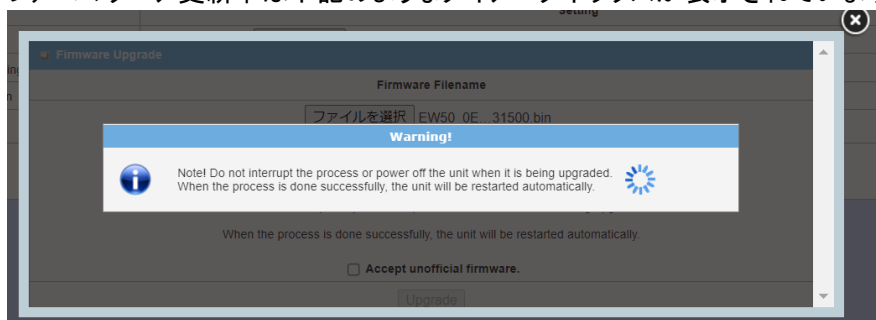 Setting
Firmware Upgrade
Firmware Filename
ファイルを選択 EW50_0E...31500.bin
Warning!
Note! Do not interrupt the process or power off the unit when it is being upgraded.
When the process is done successfully, the unit will be restarted automatically.
When the process is done successfully, the unit will be restarted automatically.
Accept unofficial firmware.
Upgrade